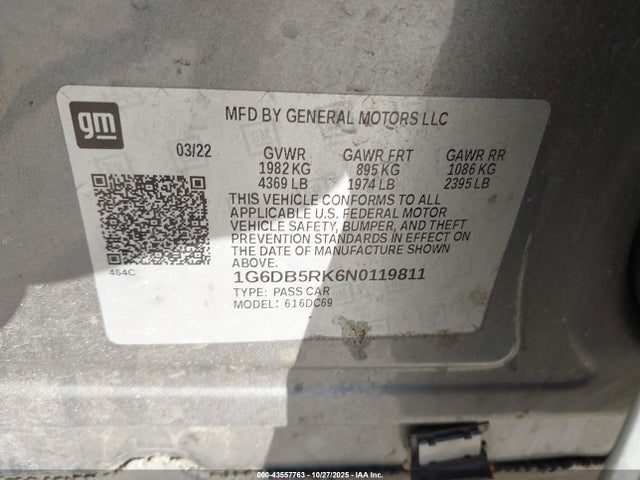 gm
MFD BY GENERAL MOTORS LLC
03/22 GVWR GAWR FRT GAWR RR
1982 KG 895 KG 1086 KG
4369 LB 1974 LB 2395 LB
THIS VEHICLE CONFORMS TO ALL
APPLICABLE U.S. FEDERAL MOTOR
VEHICLE SAFETY, BUMPER, AND THEFT
PREVENTION STANDARDS IN EFFECT ON
THE DATE OF MANUFACTURE SHOWN
ABOVE.
464C
1G6DB5RK6N0119811
TYPE: PASS CAR
MODEL: 616DC69
000-43557763 - 10/27/2025 - IAA Inc.